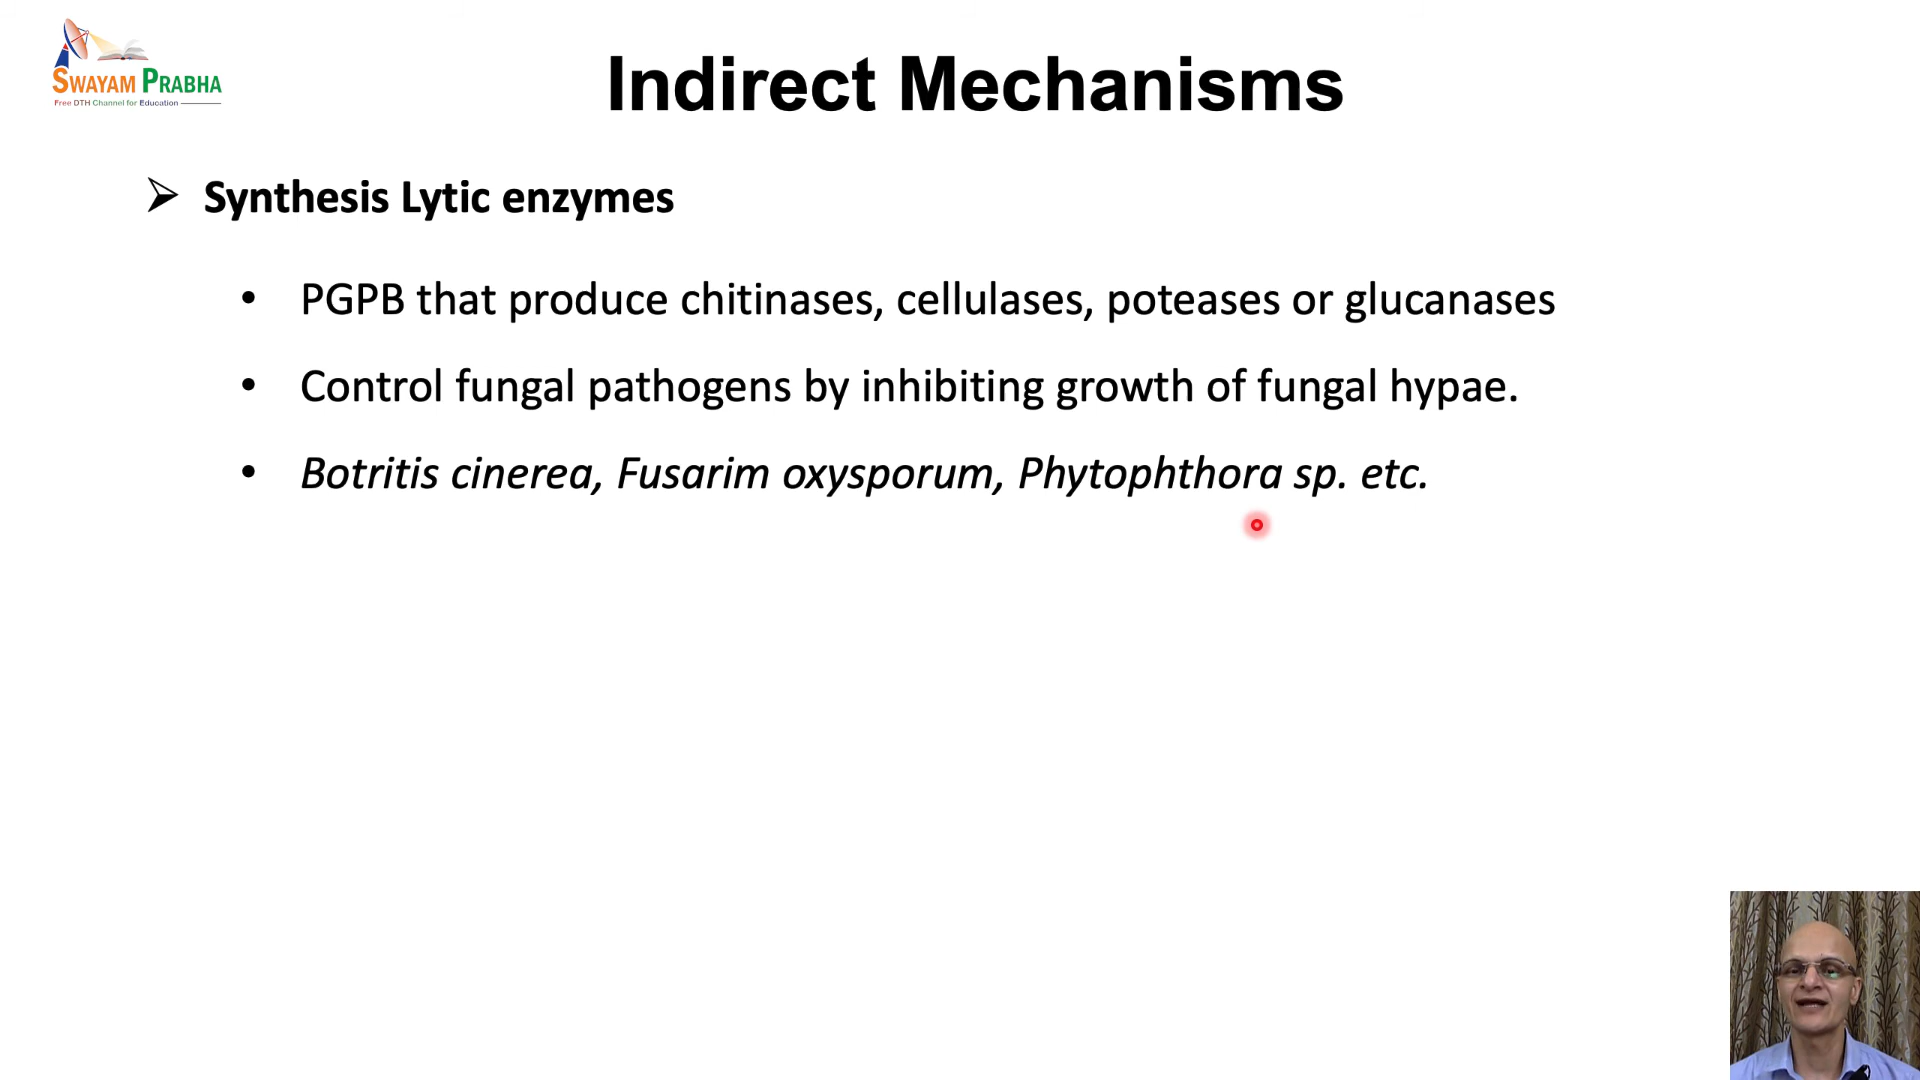 SWAYAM PRABHA
Free DTH Channel for Education
Indirect Mechanisms
➢ Synthesis Lytic enzymes
• PGPB that produce chitinases, cellulases, poteases or glucanases
• Control fungal pathogens by inhibiting growth of fungal hypae.
• Botritis cinerea, Fusarim oxysporum, Phytophthora sp. etc.